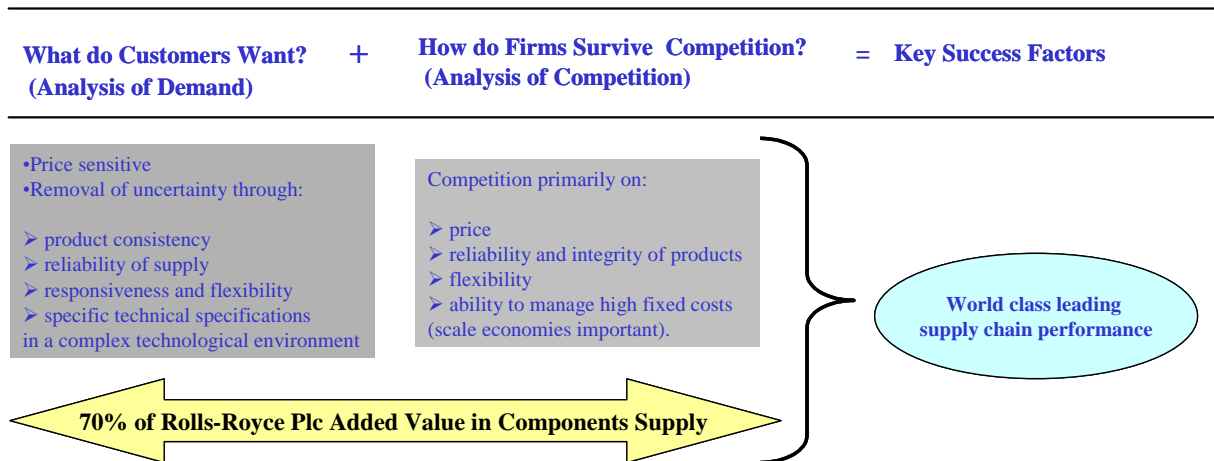 What do Customers Want?
(Analysis of Demand)
+
How do Firms Survive Competition?
(Analysis of Competition)
=
Key Success Factors
•Price sensitive
•Removal of uncertainty through:
➢ product consistency
➢ reliability of supply
➢ responsiveness and flexibility
➢ specific technical specifications
in a complex technological environment
Competition primarily on:
➢ price
➢ reliability and integrity of products
➢ flexibility
➢ ability to manage high fixed costs
(scale economies important).
World class leading
supply chain performance
70% of Rolls-Royce Plc Added Value in Components Supply